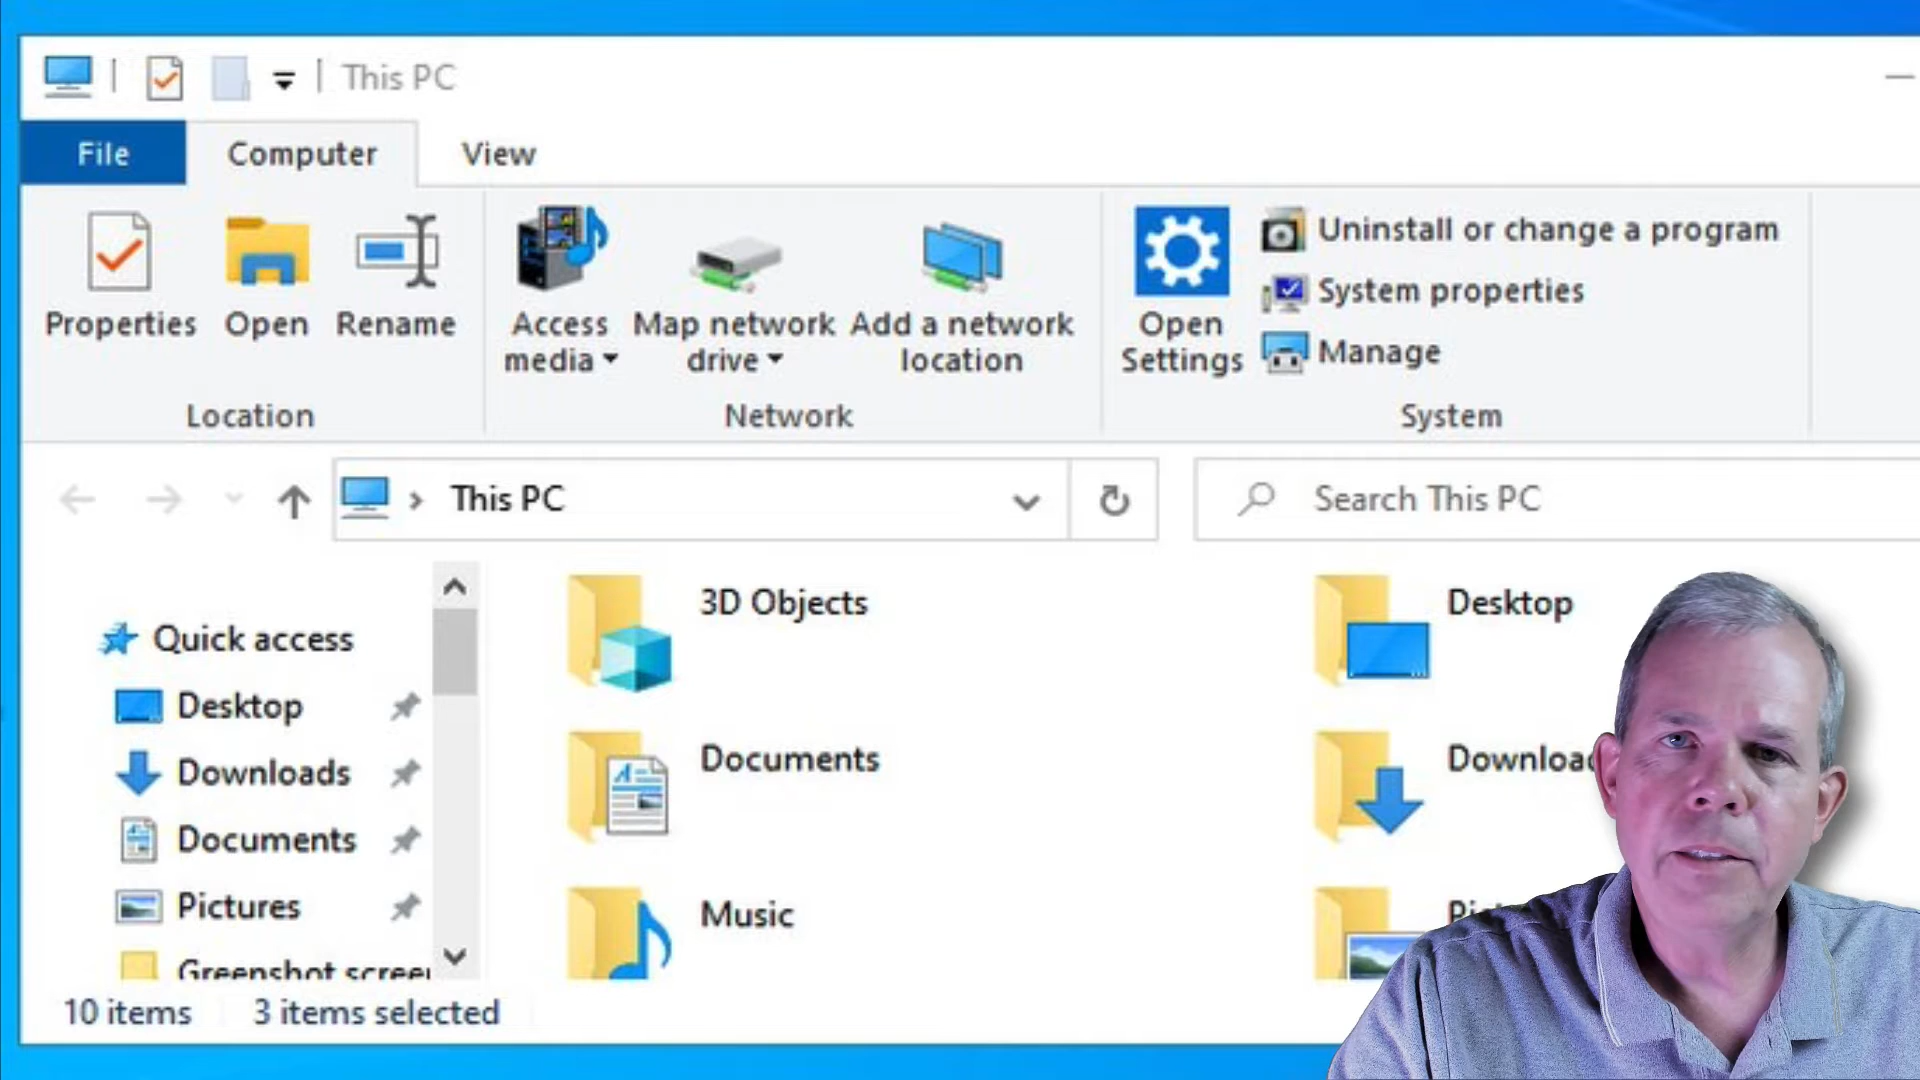 This PC
File Computer View
Uninstall or change a program
System properties
Manage
Properties Open Rename Access media Map network drive Add a network location Open Settings
Location Network System
This PC
Search This PC
3D Objects
Desktop
Quick access
Desktop
Downloads
Documents
Pictures
Greenshot
Documents
Music
10 items 3 items selected